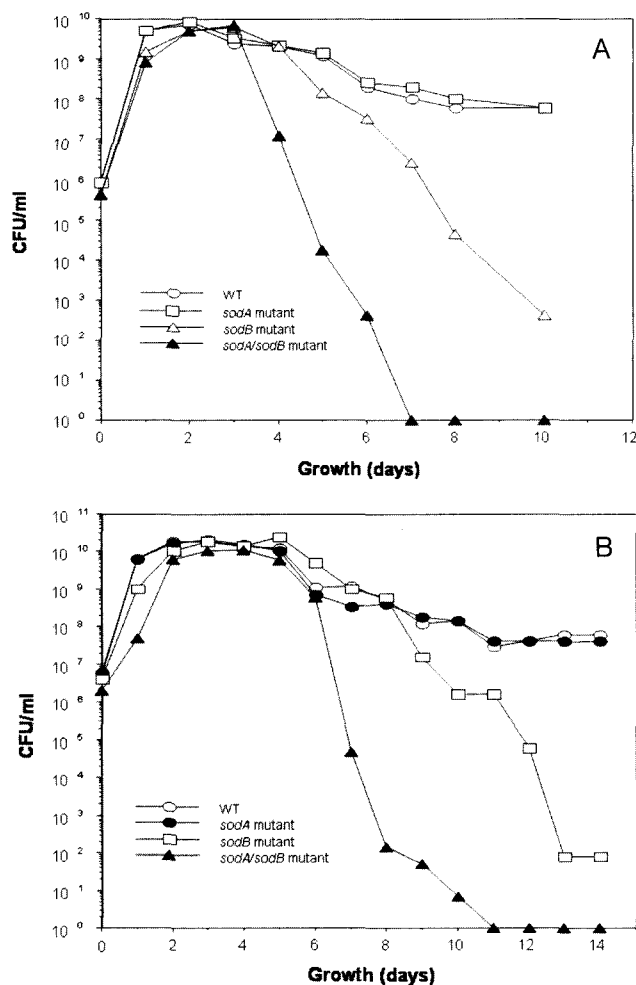 A
10 10
10 9
10 8
10 7
10 6
10 5
10 4
10 3
10 2
10 1
10 0
CFU/ml
WT
sodA mutant
sodB mutant
sodA/sodB mutant
0 2 4 6 8 10 12
Growth (days)
B
10 11
10 10
10 9
10 8
10 7
10 6
10 5
10 4
10 3
10 2
10 1
10 0
CFU/ml
WT
sodA mutant
sodB mutant
sodA/sodB mutant
0 2 4 6 8 10 12 14
Growth (days)